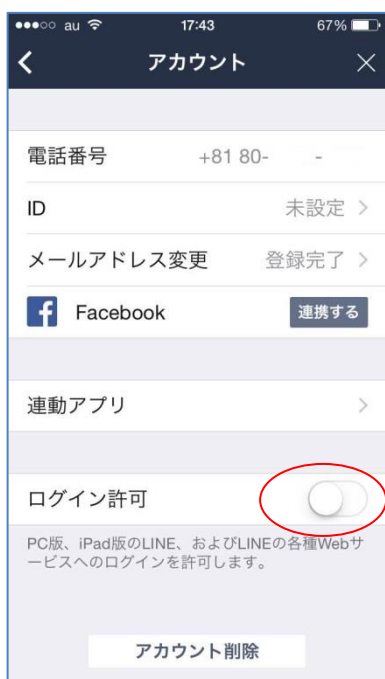 au 17:43 67%
アカウント
電話番号 +81 80- -
ID 未設定
メールアドレス変更 登録完了
Facebook 連携する
連動アプリ
ログイン許可
PC版、iPad版のLINE、およびLINEの各種Webサ
ービスへのログインを許可します。
アカウント削除